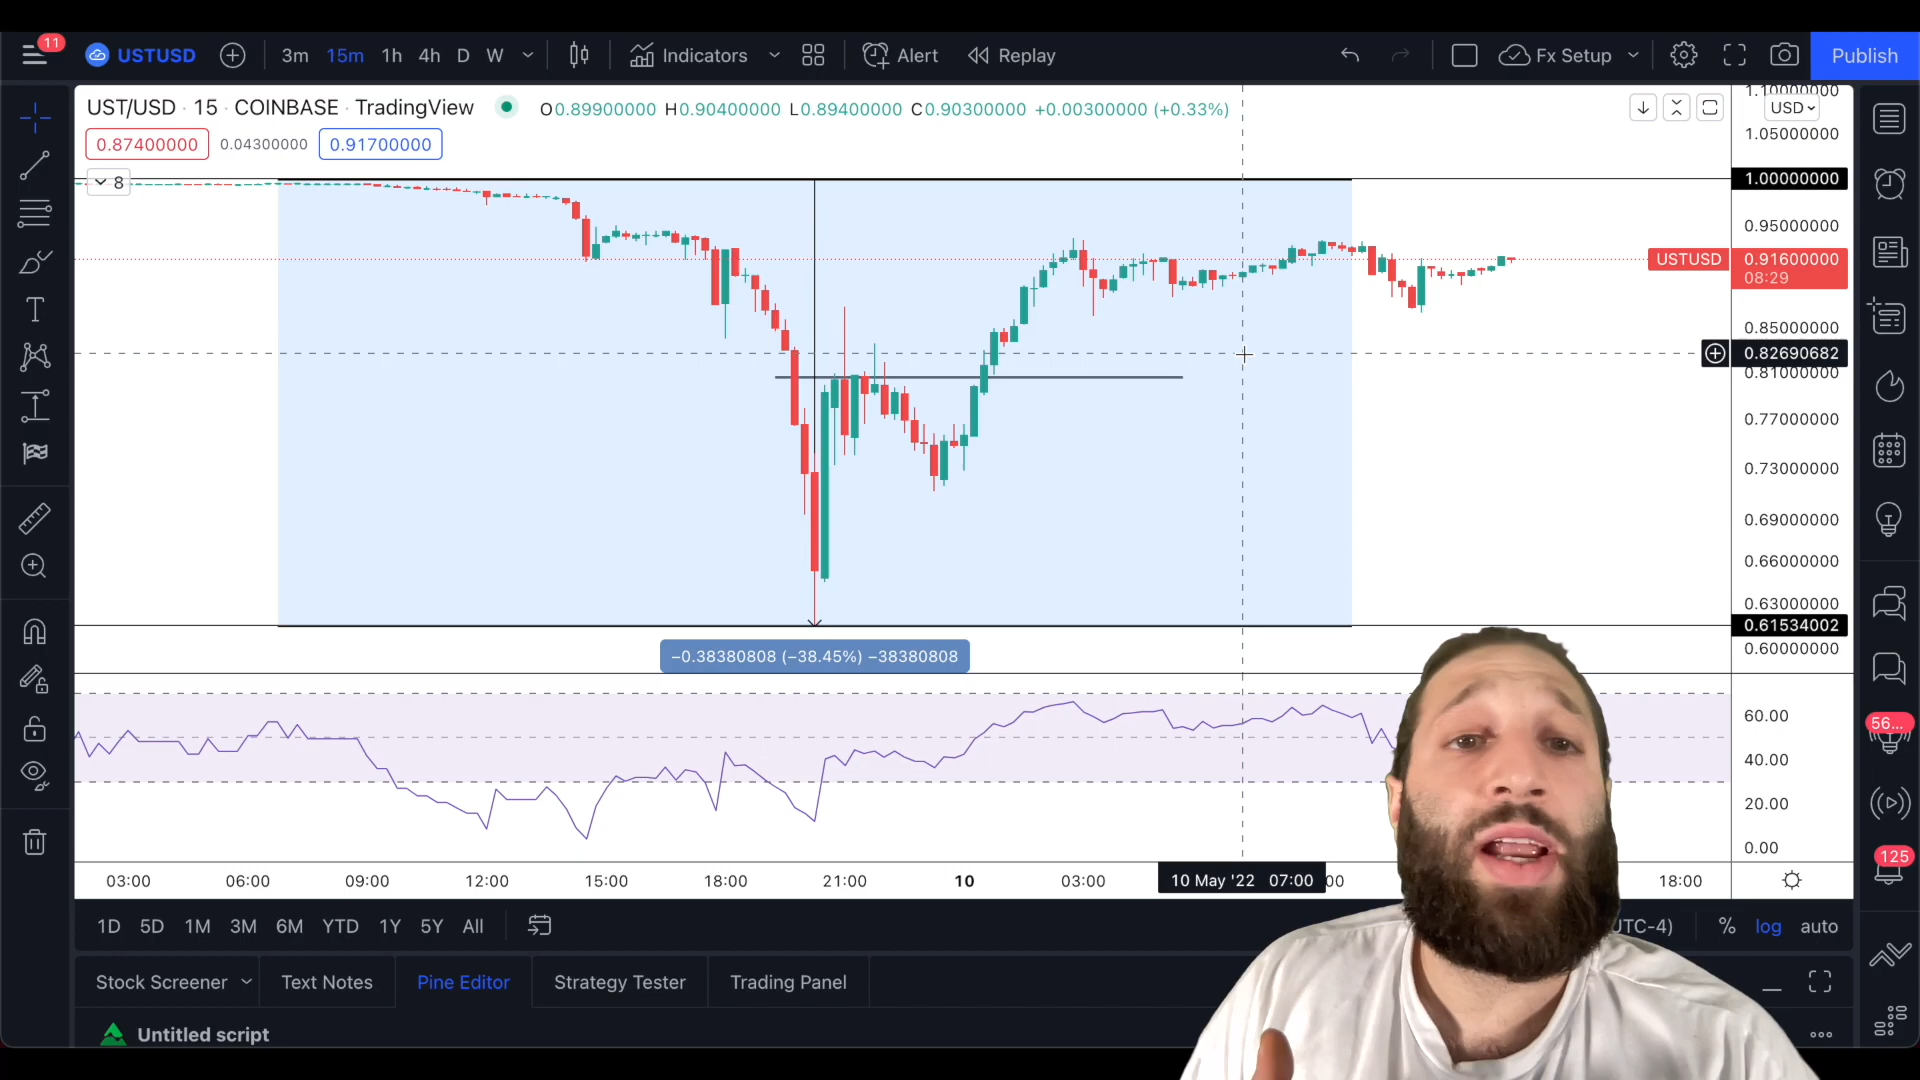 11 USTUSD 3m 15m 1h 4h D W Indicators Alert Replay Fx Setup Publish
UST/USD · 15 · COINBASE · TradingView O0.89900000 H0.90400000 L0.89400000 C0.90300000 +0.00300000 (+0.33%)
0.87400000 0.04300000 0.91700000
8
USD
1.10000000
1.05000000
1.00000000
0.95000000
USTUSD 0.91600000
08:29
0.85000000
0.82690682
0.81000000
0.77000000
0.73000000
0.69000000
0.66000000
0.63000000
0.61534002
0.60000000
−0.38380808 (−38.45%) −38380808
60.00
40.00
20.00
0.00
56...
125
03:00 06:00 09:00 12:00 15:00 18:00 21:00 10 03:00 10 May '22 07:00 :00 18:00
1D 5D 1M 3M 6M YTD 1Y 5Y All UTC-4) % log auto
Stock Screener Text Notes Pine Editor Strategy Tester Trading Panel
Untitled script